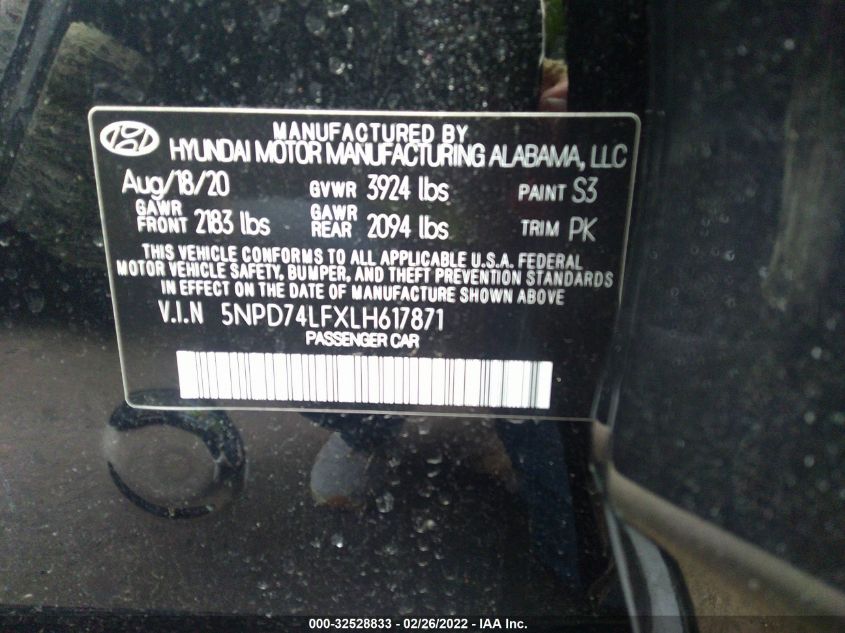 MANUFACTURED BY
HYUNDAI MOTOR MANUFACTURING ALABAMA, LLC
Aug/18/20 GVWR 3924 lbs PAINT S3
GAWR FRONT 2183 lbs GAWR REAR 2094 lbs TRIM PK
THIS VEHICLE CONFORMS TO ALL APPLICABLE U.S.A. FEDERAL
MOTOR VEHICLE SAFETY, BUMPER, AND THEFT PREVENTION STANDARDS
IN EFFECT ON THE DATE OF MANUFACTURE SHOWN ABOVE
V.I.N 5NPD74LFXLH617871
PASSENGER CAR
000-32528833 - 02/26/2022 - IAA Inc.